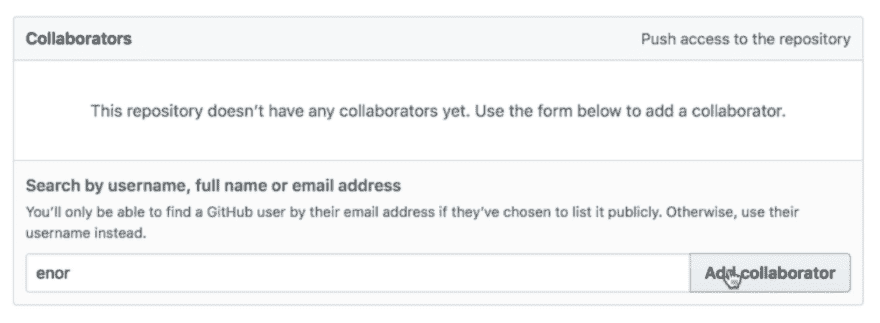 Collaborators
Push access to the repository
This repository doesn't have any collaborators yet. Use the form below to add a collaborator.
Search by username, full name or email address
You'll only be able to find a GitHub user by their email address if they've chosen to list it publicly. Otherwise, use their
username instead.
enor
Add collaborator